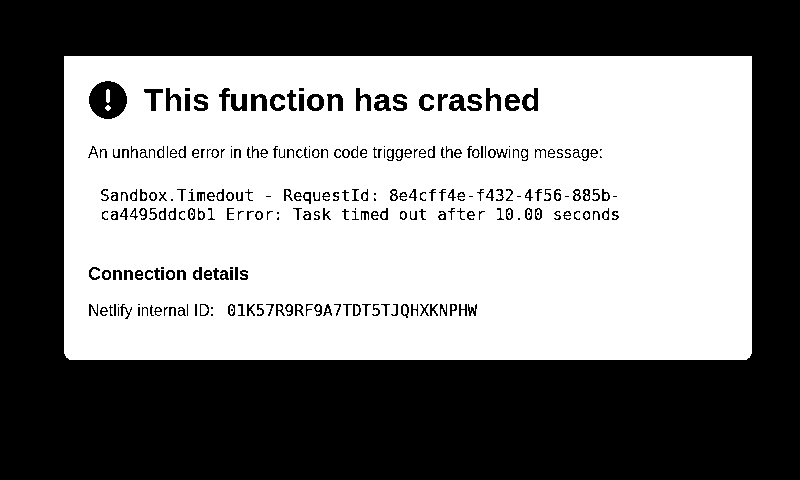 This function has crashed
An unhandled error in the function code triggered the following message:
Sandbox.Timedout - RequestId: 8e4cff4e-f432-4f56-885b-
ca4495ddc0b1 Error: Task timed out after 10.00 seconds
Connection details
Netlify internal ID: 01K57R9RF9A7TDT5TJQHXKNPHW